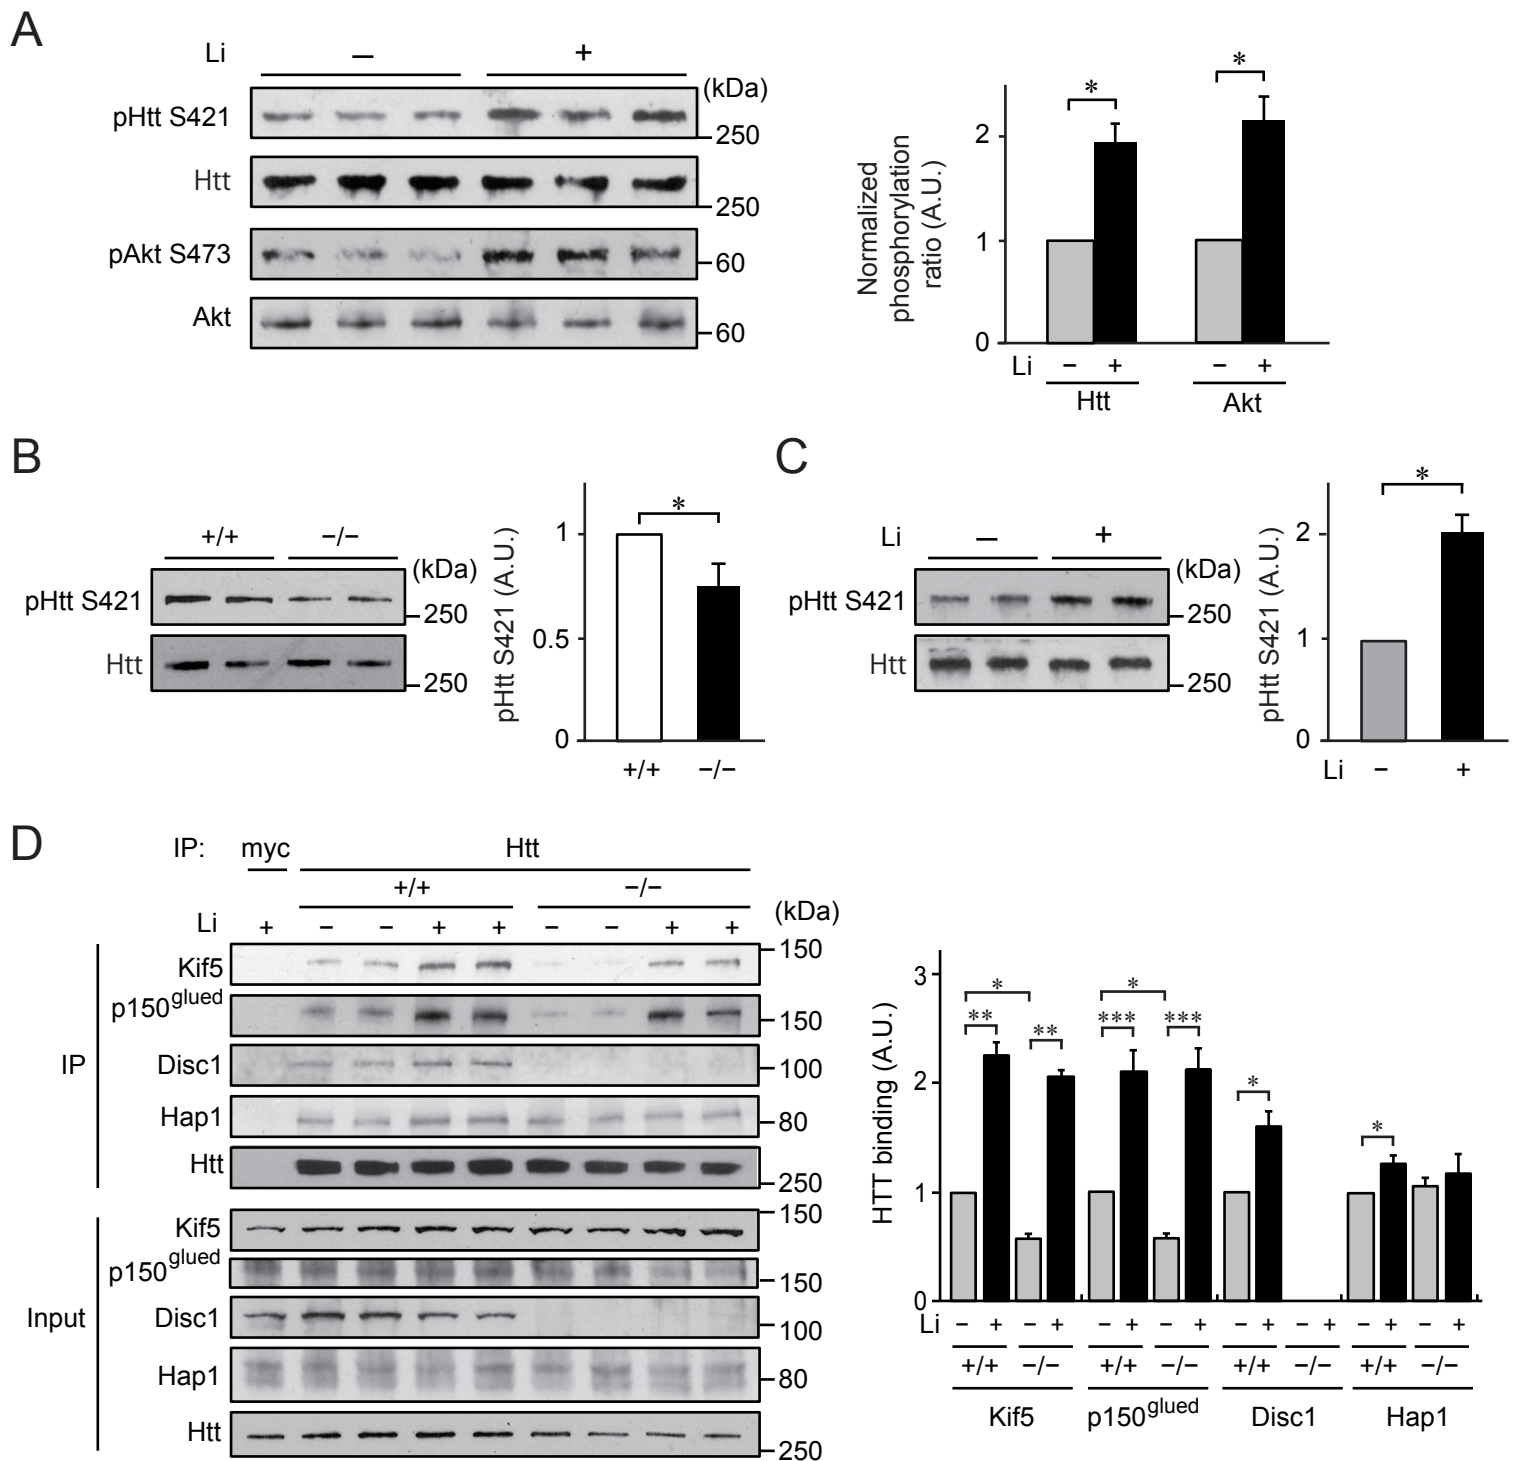 A
Li – +
(kDa)
pHtt S421
250
Htt
250
pAkt S473
60
Akt
60
Normalized
phosphorylation
ratio (A.U.)
2
1
0
* *
Li − + − +
Htt Akt
B
+/+ −/−
(kDa)
pHtt S421
250
Htt
250
pHtt S421 (A.U.)
1
0.5
0
*
+/+ −/−
C
Li – +
(kDa)
pHtt S421
250
Htt
250
pHtt S421 (A.U.)
2
1
0
*
Li − +
D
IP: myc Htt
+/+ −/−
Li + − − + + − − + +
(kDa)
IP
Kif5
150
p150glued
150
Disc1
100
Hap1
80
Htt
250
Input
Kif5
150
p150glued
150
Disc1
100
Hap1
80
Htt
250
HTT binding (A.U.)
3
2
1
0
* *
** ** *** *** * *
Li − + − + − + − + − + − + − + − +
+/+ −/− +/+ −/− +/+ −/− +/+ −/−
Kif5 p150glued Disc1 Hap1